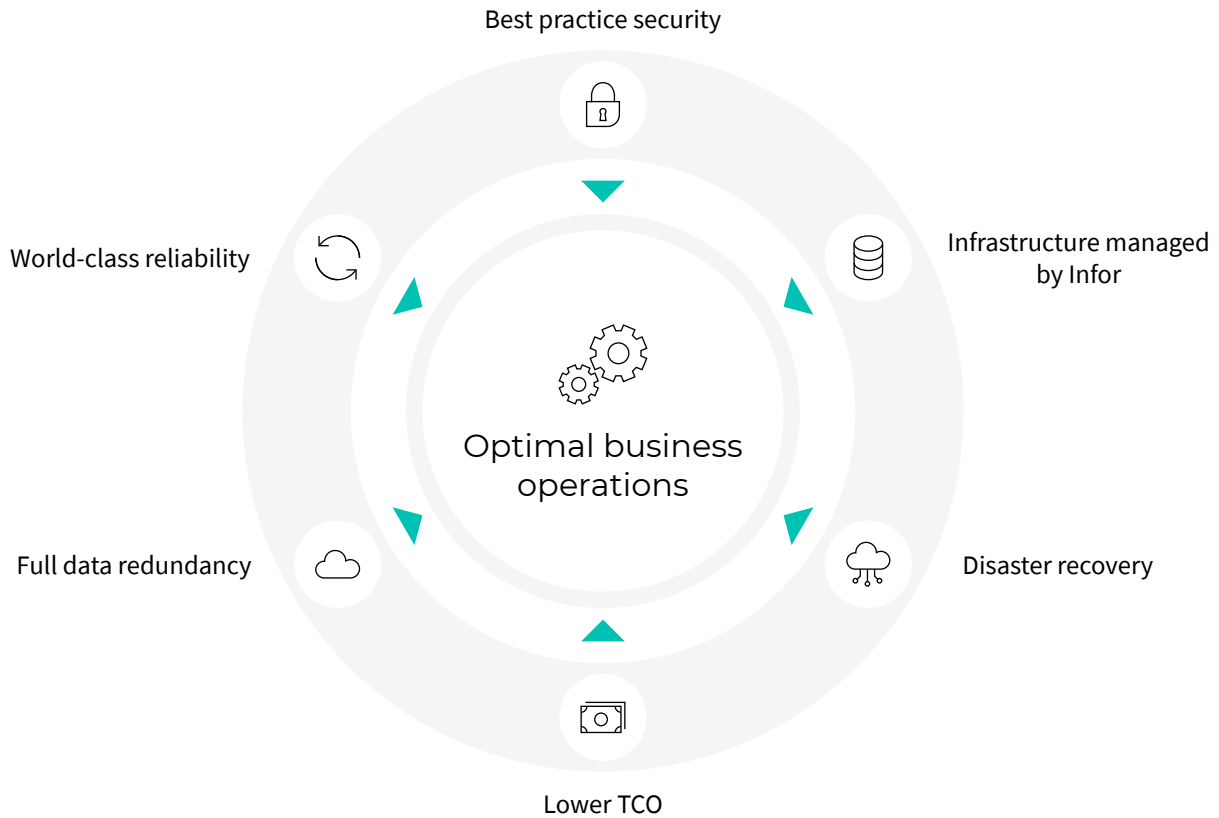 Best practice security
World-class reliability
Infrastructure managed
by Infor
Optimal business
operations
Full data redundancy
Disaster recovery
Lower TCO